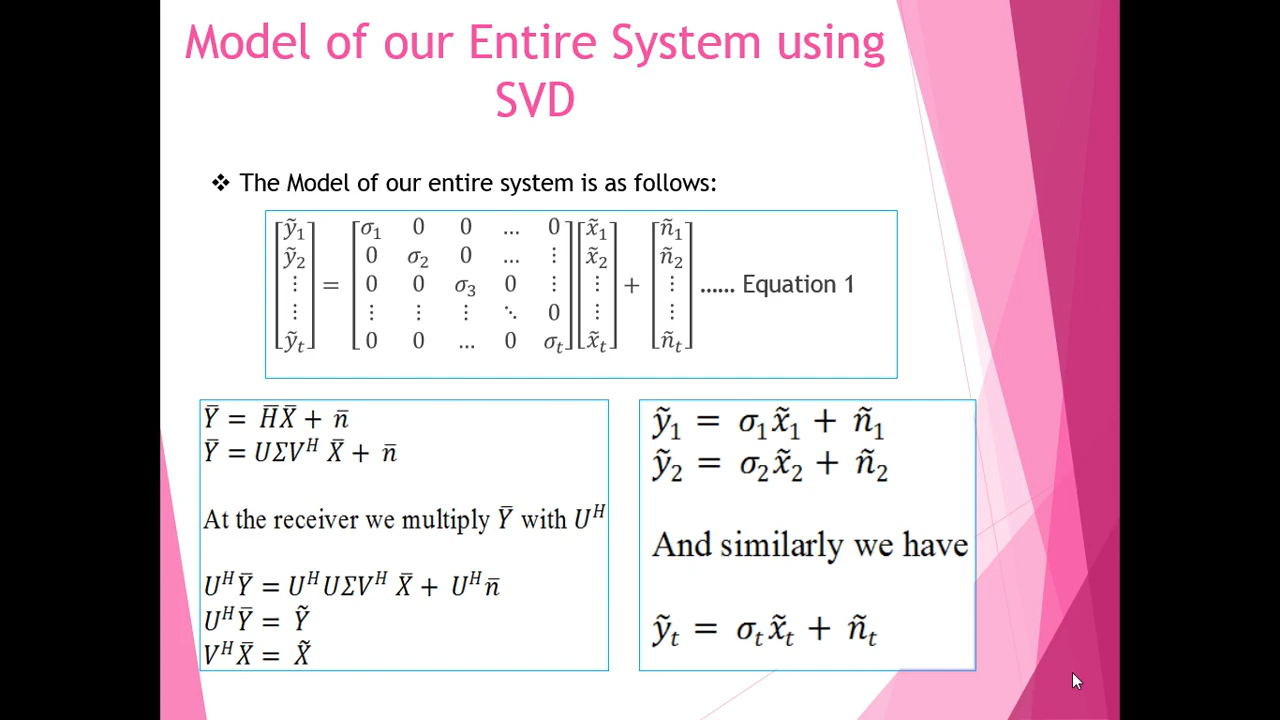 Model of our Entire System using
SVD
❖ The Model of our entire system is as follows:
[ỹ₁ ỹ₂ ⋮ ⋮ ỹₜ] = [σ₁ 0 0 … 0; 0 σ₂ 0 … ⋮; 0 0 σ₃ 0 ⋮; ⋮ ⋮ ⋮ ⋱ 0; 0 0 … 0 σₜ] [x̃₁ x̃₂ ⋮ ⋮ x̃ₜ] + [ñ₁ ñ₂ ⋮ ⋮ ñₜ] ...... Equation 1
Ȳ = H̄X̄ + n̄
Ȳ = UΣVᴴ X̄ + n̄
At the receiver we multiply Ȳ with Uᴴ
UᴴȲ = UᴴUΣVᴴ X̄ + Uᴴn̄
UᴴȲ = Ỹ
VᴴX̄ = X̃
ỹ₁ = σ₁x̃₁ + ñ₁
ỹ₂ = σ₂x̃₂ + ñ₂
And similarly we have
ỹₜ = σₜx̃ₜ + ñₜ